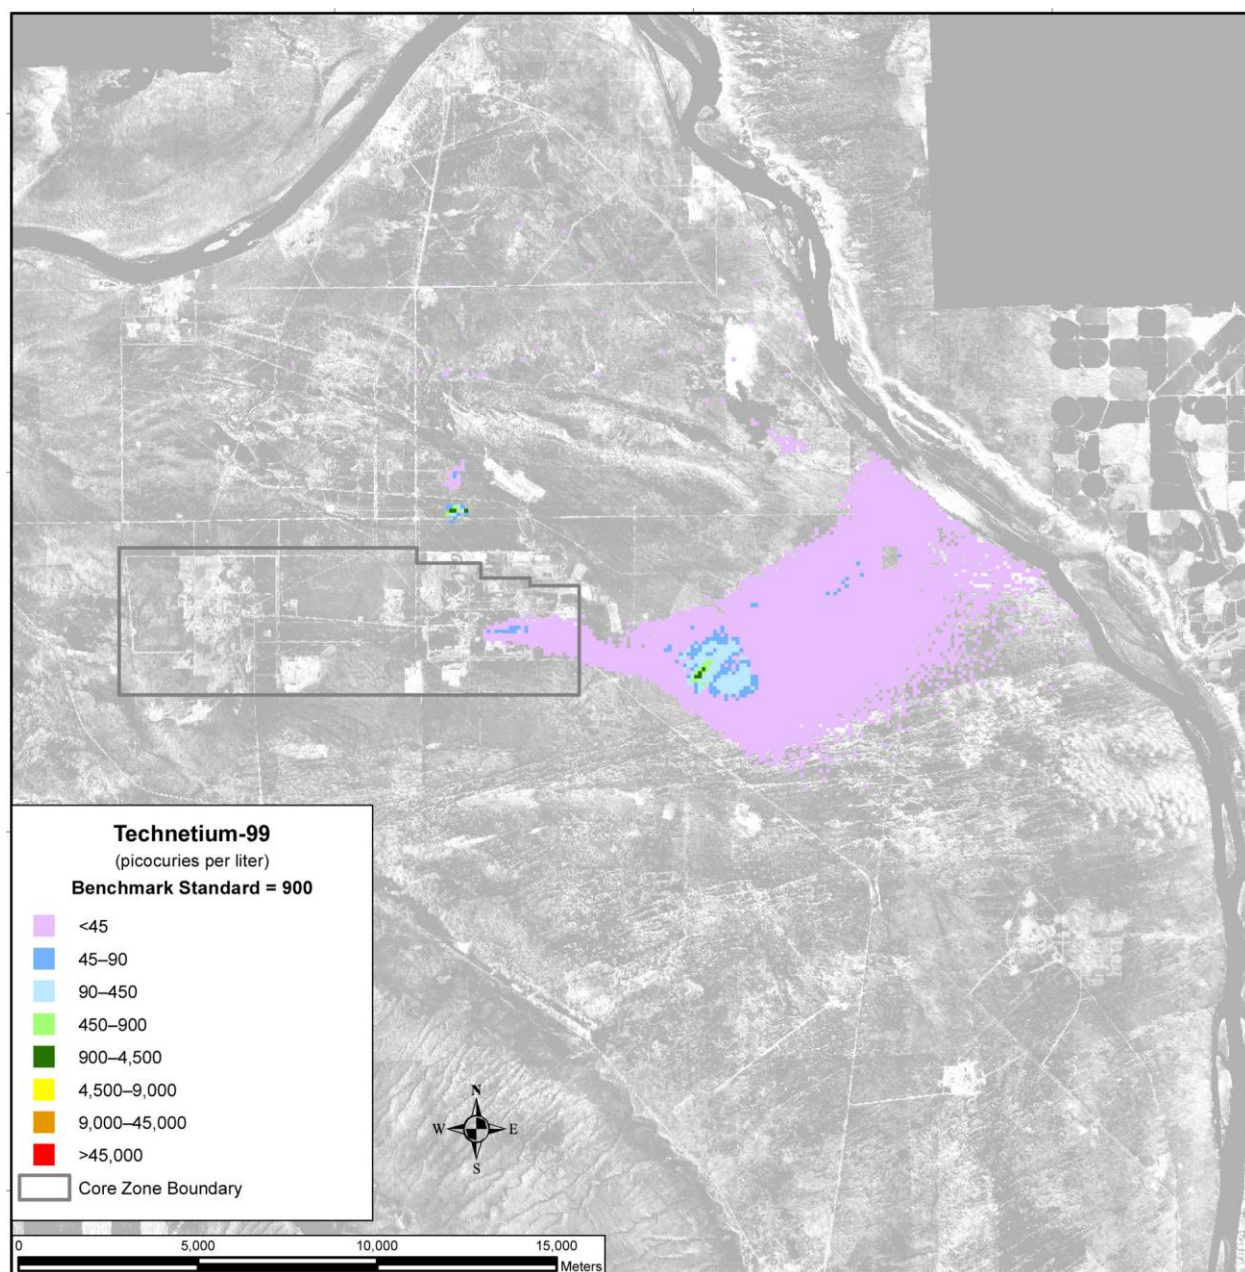 N
W E
S
Technetium-99
(picocuries per liter)
Benchmark Standard = 900
<45
45–90
90–450
450–900
900–4,500
4,500–9,000
9,000–45,000
>45,000
Core Zone Boundary
0 5,000 10,000 15,000
Meters